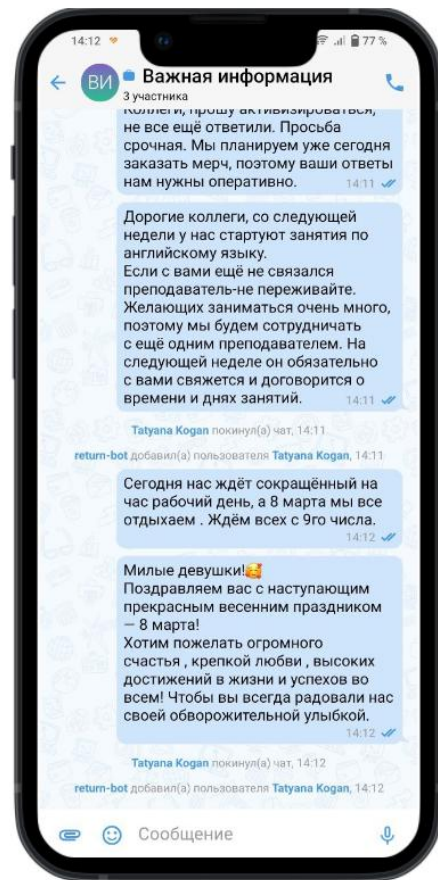 14:12
77 %
ВИ
Важная информация
3 участника
Коллеги, прошу активизироваться,
не все ещё ответили. Просьба
срочная. Мы планируем уже сегодня
заказать мерч, поэтому ваши ответы
нам нужны оперативно. 14:11
Дорогие коллеги, со следующей
недели у нас стартуют занятия по
английскому языку.
Если с вами ещё не связался
преподаватель-не переживайте.
Желающих заниматься очень много,
поэтому мы будем сотрудничать
с ещё одним преподавателем. На
следующей неделе он обязательно
с вами свяжется и договорится о
времени и днях занятий. 14:11
Tatyana Kogan покинул(а) чат, 14:11
return-bot добавил(а) пользователя Tatyana Kogan, 14:11
Сегодня нас ждёт сокращённый на
час рабочий день, а 8 марта мы все
отдыхаем . Ждём всех с 9го числа.
14:12
Милые девушки!🥰
Поздравляем вас с наступающим
прекрасным весенним праздником
— 8 марта!
Хотим пожелать огромного
счастья , крепкой любви , высоких
достижений в жизни и успехов во
всем! Чтобы вы всегда радовали нас
своей обворожительной улыбкой.
14:12
Tatyana Kogan покинул(а) чат, 14:12
return-bot добавил(а) пользователя Tatyana Kogan, 14:12
Сообщение